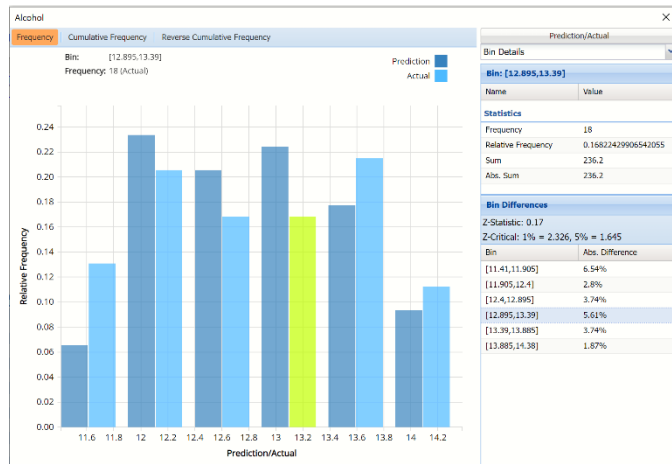 Alcohol
Frequency Cumulative Frequency Reverse Cumulative Frequency
Bin: [12.895,13.39]
Frequency: 18 (Actual)
Prediction
Actual
Relative Frequency
0.24
0.22
0.20
0.18
0.16
0.14
0.12
0.10
0.08
0.06
0.04
0.02
0.00
11.6 11.8 12 12.2 12.4 12.6 12.8 13 13.2 13.4 13.6 13.8 14 14.2
Prediction/Actual
Prediction/Actual
Bin Details
Bin: [12.895,13.39]
Name Value
Statistics
Frequency 18
Relative Frequency 0.16822429906542055
Sum 236.2
Abs. Sum 236.2
Bin Differences
Z-Statistic: 0.17
Z-Critical: 1% = 2.326, 5% = 1.645
Bin Abs. Difference
[11.41,11.905] 6.54%
[11.905,12.4] 2.8%
[12.4,12.895] 3.74%
[12.895,13.39] 5.61%
[13.39,13.885] 3.74%
[13.885,14.38] 1.87%